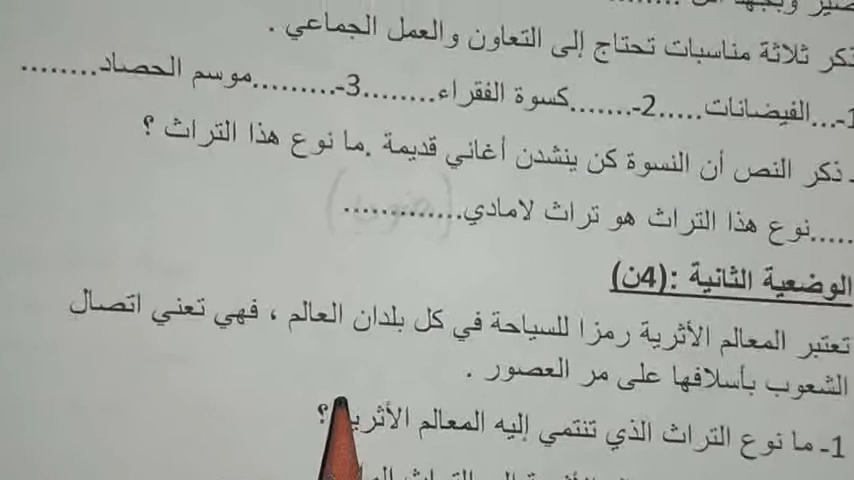 ذكر ثلاثة مناسبات تحتاج إلى التعاون والعمل الجماعي .
1-...الفيضانات.....2-.......كسوة الفقراء........3-.........موسم الحصاد........
ذكر النص أن النسوة كن ينشدن أغاني قديمة .ما نوع هذا التراث ؟
.....نوع هذا التراث هو تراث لامادي.............
الوضعية الثانية :(4ن)
تعتبر المعالم الأثرية رمزا للسياحة في كل بلدان العالم ، فهي تعني اتصال
الشعوب بأسلافها على مر العصور .
1- ما نوع التراث الذي تنتمي إليه المعالم الأثرية ؟